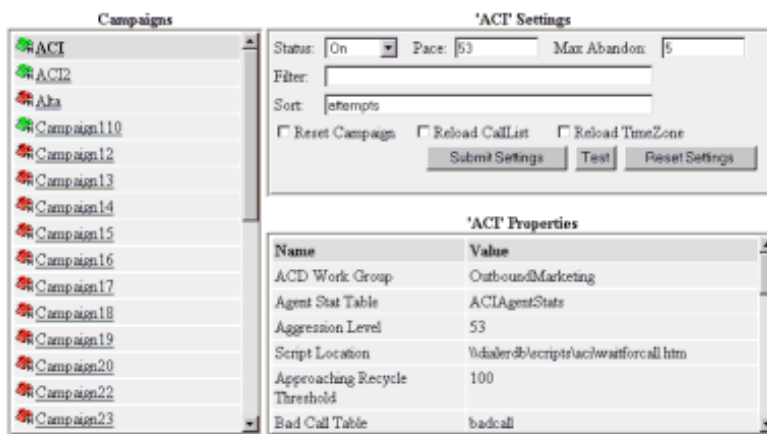 Campaigns
ACI
ACI2
Alta
Campaign110
Campaign12
Campaign13
Campaign14
Campaign15
Campaign16
Campaign17
Campaign18
Campaign19
Campaign20
Campaign22
Campaign23
'ACI' Settings
Status: On Pace: 53 Max Abandon: 5
Filter:
Sort: attempts
Reset Campaign Reload CallList Reload TimeZone
Submit Settings Test Reset Settings
'ACI' Properties
Name Value
ACD Work Group OutboundMarketing
Agent Stat Table ACIAgentStats
Aggression Level 53
Script Location \\dialerdb\scripts\aci\waitforcall.htm
Approaching Recycle 100
Threshold
Bad Call Table badcall